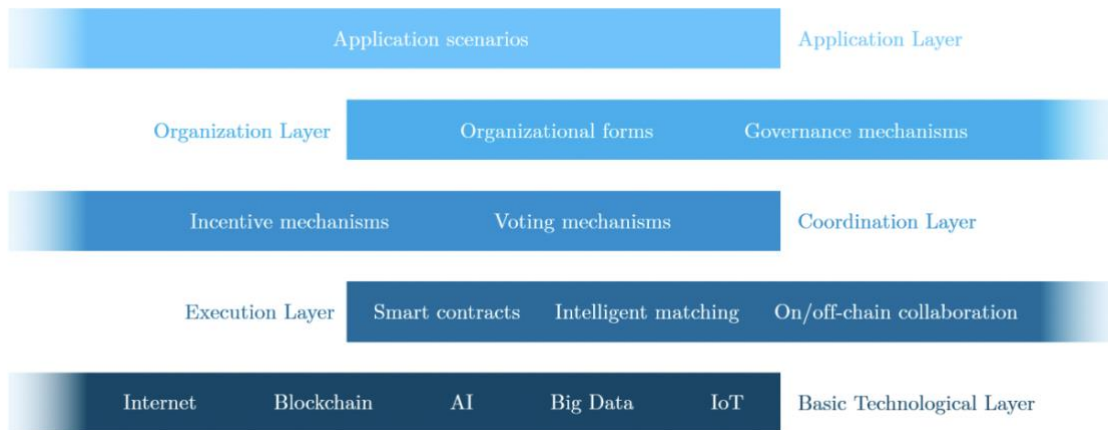 Application scenarios Application Layer
Organization Layer Organizational forms Governance mechanisms
Incentive mechanisms Voting mechanisms Coordination Layer
Execution Layer Smart contracts Intelligent matching On/off-chain collaboration
Internet Blockchain AI Big Data IoT Basic Technological Layer